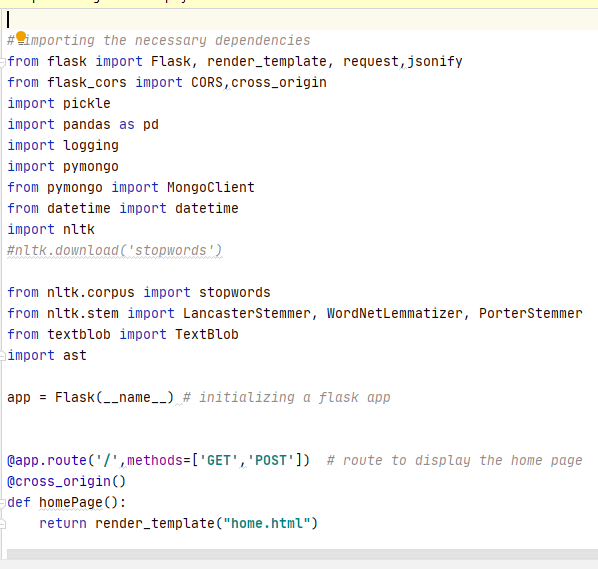 # importing the necessary dependencies
from flask import Flask, render_template, request,jsonify
from flask_cors import CORS,cross_origin
import pickle
import pandas as pd
import logging
import pymongo
from pymongo import MongoClient
from datetime import datetime
import nltk
#nltk.download('stopwords')
from nltk.corpus import stopwords
from nltk.stem import LancasterStemmer, WordNetLemmatizer, PorterStemmer
from textblob import TextBlob
import ast
app = Flask(__name__) # initializing a flask app
@app.route('/',methods=['GET','POST'])  # route to display the home page
@cross_origin()
def homePage():
    return render_template("home.html")